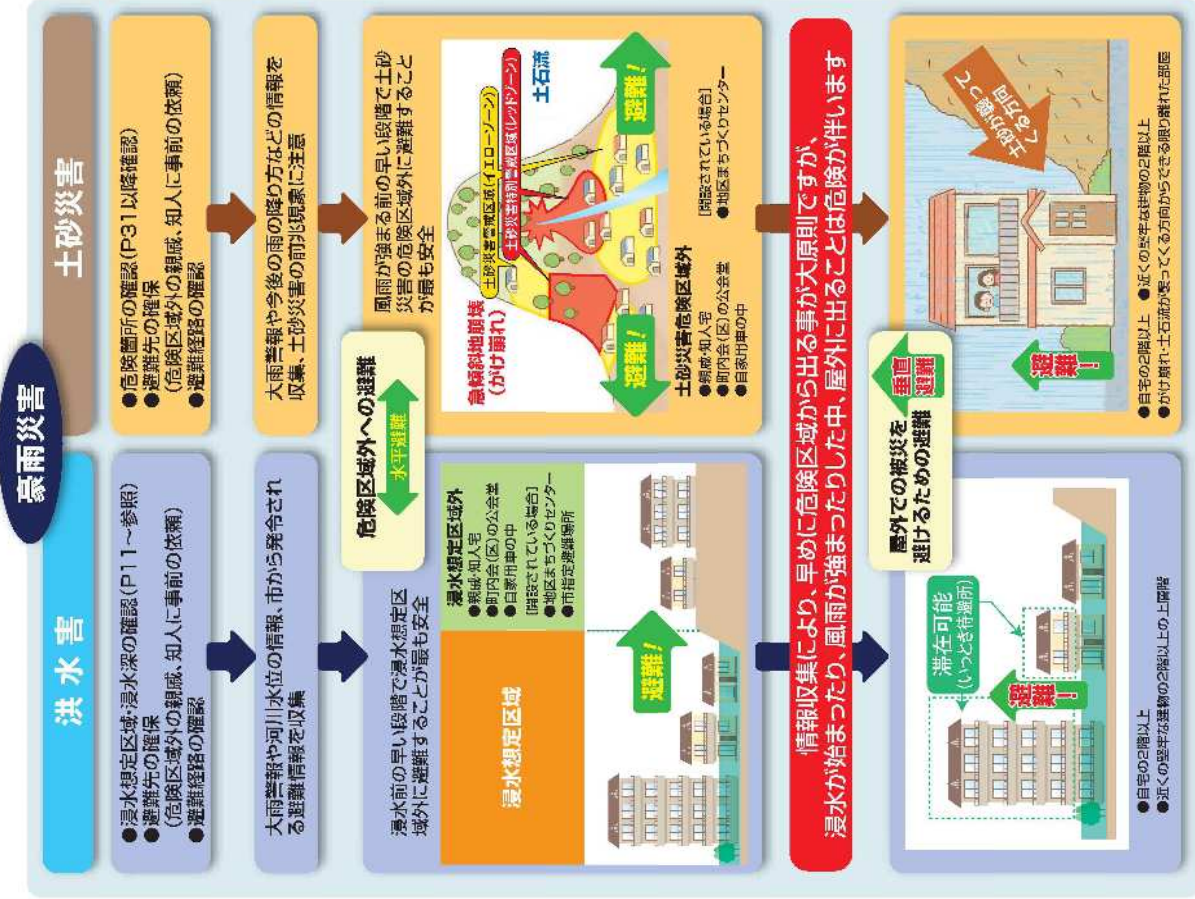 豪雨災害
洪水害
●浸水想定区域・浸水深の確認(P11～参照)
●避難先の確保
(危険区域外の親戚、知人に事前の依頼)
●避難経路の確認
大雨警報や河川水位の情報、市から発令され
る避難情報を収集
浸水前の早い段階で浸水想定区
域外に避難することが最も安全
浸水想定区域
浸水想定区域外
●親戚・知人宅
●町内会(区)の公会堂
●自家用車の中
[開設されている場合]
●地区まちづくりセンター
●市指定避難場所
避難!
土砂災害
●危険箇所の確認(P31以降確認)
●避難先の確保
(危険区域外の親戚、知人に事前の依頼)
●避難経路の確認
大雨警報や今後の雨の降り方などの情報を
収集、土砂災害の前兆現象に注意
風雨が強まる前の早い段階で土砂
災害の危険区域外に避難すること
が最も安全
急傾斜地崩壊
(がけ崩れ)
土砂災害警戒区域(イエローゾーン)
土砂災害特別警戒区域(レッドゾーン)
土石流
避難!
避難!
土砂災害危険区域外
●親戚・知人宅
●町内会(区)の公会堂
●自家用車の中
[開設されている場合]
●地区まちづくりセンター
危険区域外への避難
水平避難
情報収集により、早めに危険区域から出る事が大原則ですが、
浸水が始まったり、風雨が強まったりした中、屋外に出ることは危険が伴います
屋外での被災を
避けるための避難
垂直
避難
滞在可能
(いっとき待避所)
避難!
●自宅の2階以上
●近くの堅牢な建物の2階以上の上層階
土砂が襲って
くる方向
避難!
●自宅の2階以上 ●近くの堅牢な建物の2階以上
●がけ崩れ・土石流が襲ってくる方向からできる限り離れた部屋